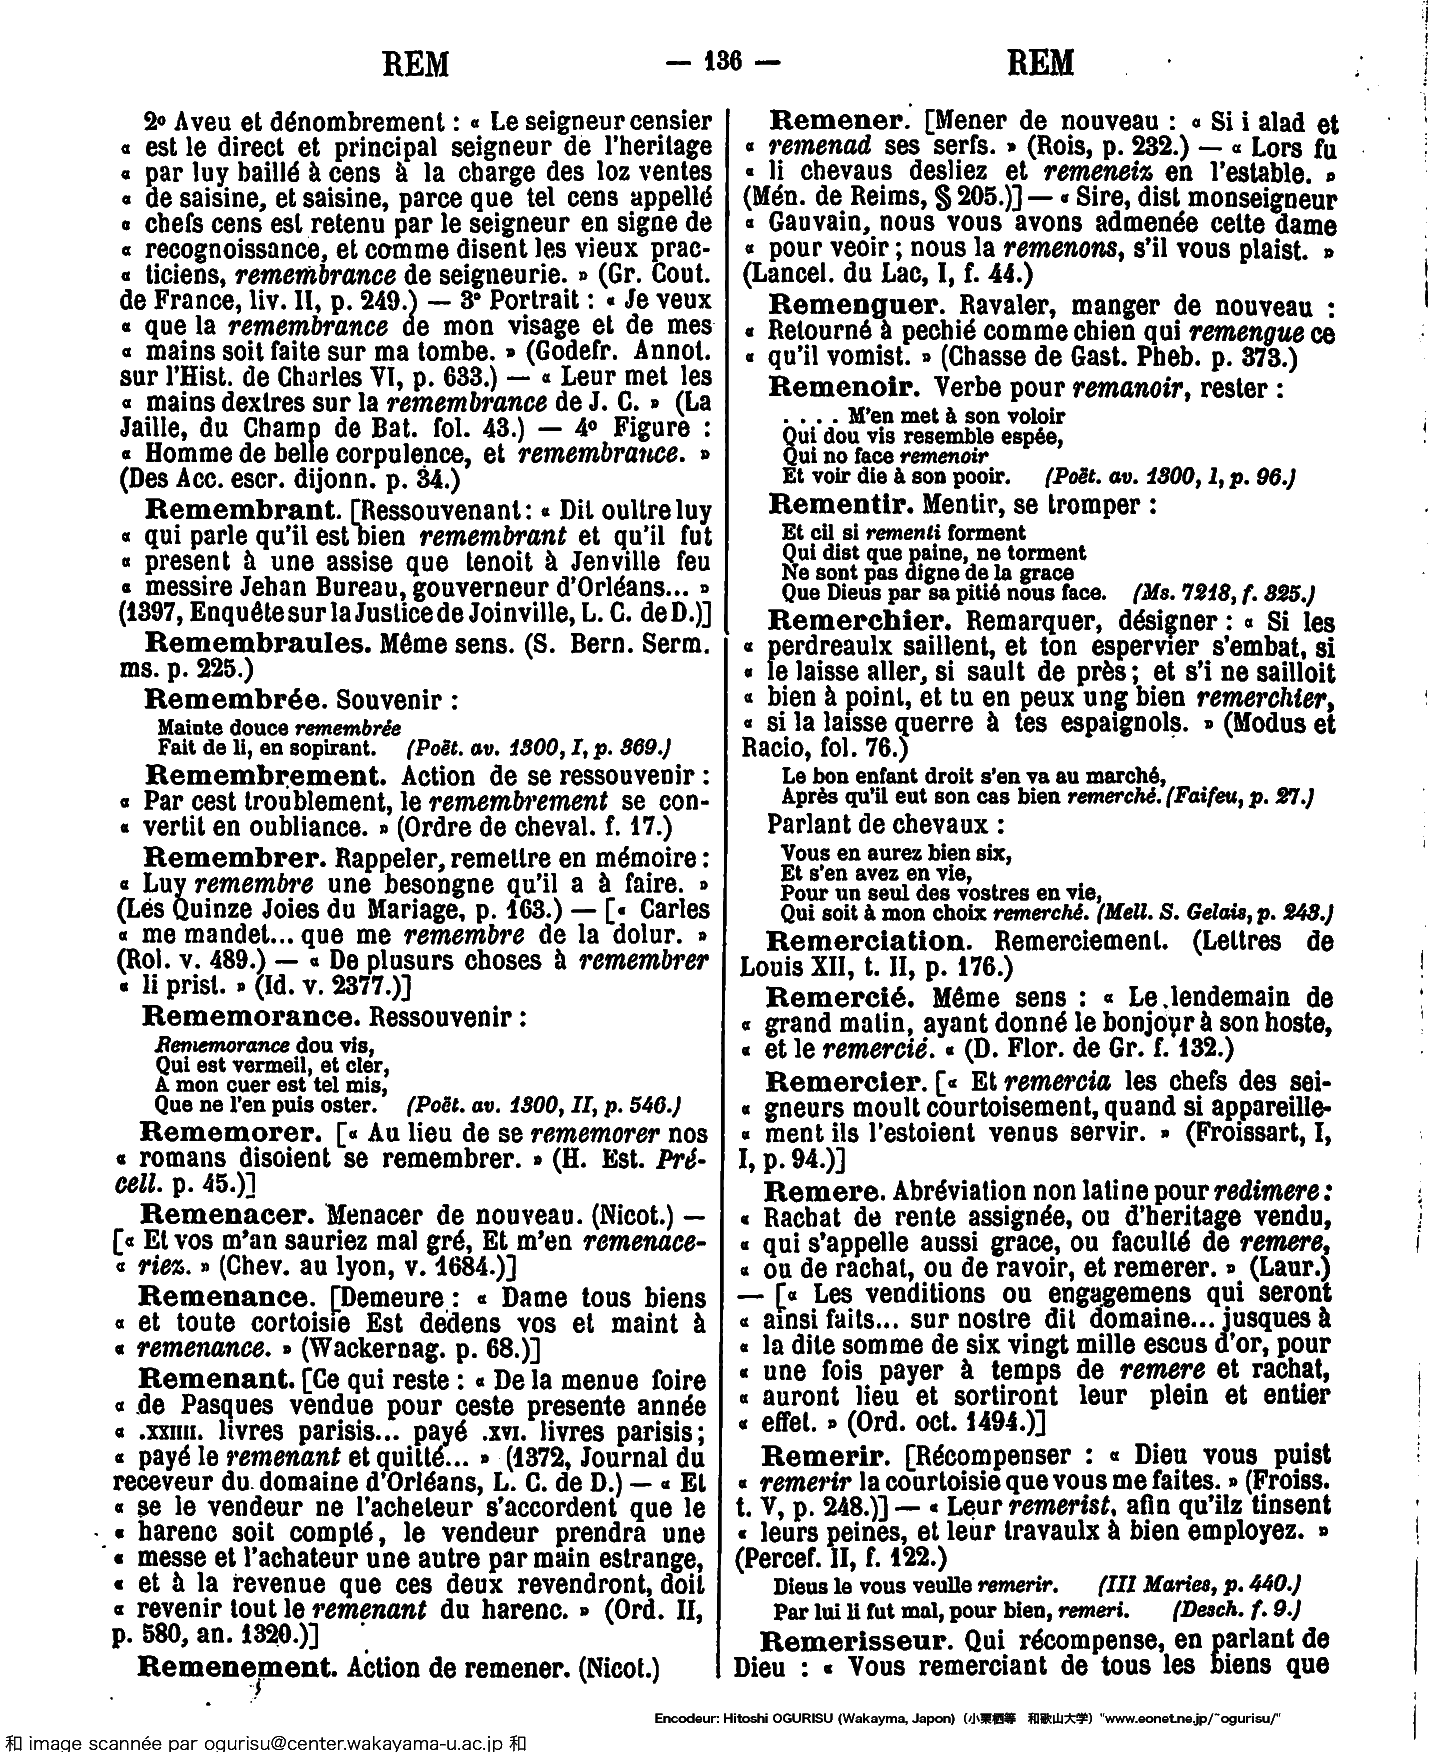 REM — 136 — REM
2º Aveu et dénombrement : « Le seigneur censier
« est le direct et principal seigneur de l'heritage
« par luy baillé à cens à la charge des loz ventes
« de saisine, et saisine, parce que tel cens appellé
« chefs cens est retenu par le seigneur en signe de
« recognoissance, et comme disent les vieux prac-
« ticiens, remembrance de seigneurie. » (Gr. Cout.
de France, liv. II, p. 249.) — 3º Portrait : « Je veux
« que la remembrance de mon visage et de mes
« mains soit faite sur ma tombe. » (Godefr. Annot.
sur l'Hist. de Charles VI, p. 633.) — « Leur met les
« mains dextres sur la remembrance de J. C. » (La
Jaille, du Champ de Bat. fol. 43.) — 4º Figure :
« Homme de belle corpulence, et remembrance. »
(Des Acc. escr. dijonn. p. 34.)
Remembrant. [Ressouvenant : « Dit oultre luy
« qui parle qu'il est bien remembrant et qu'il fut
« present à une assise que tenoit à Jenville feu
« messire Jehan Bureau, gouverneur d'Orléans... »
(1397, Enquête sur la Justice de Joinville, L. C. de D.)]
Remembraules. Même sens. (S. Bern. Serm.
ms. p. 225.)
Remembrée. Souvenir :
Mainte douce remembrée
Fait de li, en sopirant. (Poët. av. 1300, I, p. 369.)
Remembrement. Action de se ressouvenir :
« Par cest troublement, le remembrement se con-
« vertit en oubliance. » (Ordre de cheval. f. 17.)
Remembrer. Rappeler, remettre en mémoire :
« Luy remembre une besongne qu'il a à faire. »
(Les Quinze Joies du Mariage, p. 163.) — [« Carles
« me mandet... que me remembre de la dolur. »
(Rol. v. 489.) — « De plusurs choses à remembrer
« li prist. » (Id. v. 2377.)]
Rememorance. Ressouvenir :
Rememorance dou vis,
Qui est vermeil, et cler,
A mon cuer est tel mis,
Que ne l'en puis oster. (Poët. av. 1300, II, p. 546.)
Rememorer. [« Au lieu de se rememorer nos
« romans disoient se remembrer. » (H. Est. Pré-
cell. p. 45.)]
Remenacer. Menacer de nouveau. (Nicot.) —
[« Et vos m'an sauriez mal gré, Et m'en remenace-
« riez. » (Chev. au lyon, v. 1684.)]
Remenance. [Demeure : « Dame tous biens
« et toute cortoisie Est dedens vos et maint à
« remenance. » (Wackernag. p. 68.)]
Remenant. [Ce qui reste : « De la menue foire
« de Pasques vendue pour ceste presente année
« .XXIIII. livres parisis... payé .XVI. livres parisis ;
« payé le remenant et quitté... » (1372, Journal du
receveur du domaine d'Orléans, L. C. de D.) — « Et
« se le vendeur ne l'acheteur s'accordent que le
« harenc soit compté, le vendeur prendra une
« messe et l'achateur une autre par main estrange,
« et à la revenue que ces deux revendront, doit
« revenir tout le remenant du harenc. » (Ord. II,
p. 580, an. 1320.)]
Remenement. Action de remener. (Nicot.)
Remener. [Mener de nouveau : « Si i alad et
« remenad ses serfs. » (Rois, p. 232.) — « Lors fu
« li chevaus desliez et remeneiz en l'estable. »
(Mén. de Reims, § 205.)] — « Sire, dist monseigneur
« Gauvain, nous vous avons admenée cette dame
« pour veoir ; nous la remenons, s'il vous plaist. »
(Lancel. du Lac, I, f. 44.)
Remenguer. Ravaler, manger de nouveau :
« Retourné à pechié comme chien qui remengue ce
« qu'il vomist. » (Chasse de Gast. Pheb. p. 373.)
Remenoir. Verbe pour remanoir, rester :
. . . . M'en met à son voloir
Qui dou vis resemble espée,
Qui no face remenoir
Et voir die à son pooir. (Poët. av. 1300, I, p. 96.)
Rementir. Mentir, se tromper :
Et cil si rementi forment
Qui dist que paine, ne torment
Ne sont pas digne de la grace
Que Dieus par sa pitié nous face. (Ms. 7218, f. 325.)
Remerchier. Remarquer, désigner : « Si les
« perdreaulx saillent, et ton espervier s'embat, si
« le laisse aller, si sault de près ; et s'i ne sailloit
« bien à point, et tu en peux ung bien remerchier,
« si la laisse querre à tes espaignols. » (Modus et
Racio, fol. 76.)
Le bon enfant droit s'en va au marché,
Après qu'il eut son cas bien remerché. (Faifeu, p. 27.)
Parlant de chevaux :
Vous en aurez bien six,
Et s'en avez en vie,
Pour un seul des vostres en vie,
Qui soit à mon choix remerché. (Mell. S. Gelais, p. 243.)
Remerciation. Remerciement. (Lettres de
Louis XII, t. II, p. 176.)
Remercié. Même sens : « Le lendemain de
« grand matin, ayant donné le bonjour à son hoste,
« et le remercié. « (D. Flor. de Gr. f. 132.)
Remercier. [« Et remercia les chefs des sei-
« gneurs moult courtoisement, quand si appareille-
« ment ils l'estoient venus servir. » (Froissart, I,
I, p. 94.)]
Remere. Abréviation non latine pour redimere :
« Rachat de rente assignée, ou d'heritage vendu,
« qui s'appelle aussi grace, ou faculté de remere,
« ou de rachat, ou de ravoir, et remerer. » (Laur.)
— [« Les venditions ou engagemens qui seront
« ainsi faits... sur nostre dit domaine... jusques à
« la dite somme de six vingt mille escus d'or, pour
« une fois payer à temps de remere et rachat,
« auront lieu et sortiront leur plein et entier
« effet. » (Ord. oct. 1494.)]
Remerir. [Récompenser : « Dieu vous puist
« remerir la courtoisie que vous me faites. » (Froiss.
t. V, p. 248.)] — « Leur remerist, afin qu'ilz tinsent
« leurs peines, et leur travaulx à bien employez. »
(Percef. II, f. 122.)
Dieus le vous veulle remerir. (III Maries, p. 440.)
Par lui li fut mal, pour bien, remeri. (Desch. f. 9.)
Remerisseur. Qui récompense, en parlant de
Dieu : « Vous remerciant de tous les biens que
Encodeur: Hitoshi OGURISU (Wakayma, Japon) (小栗栖等 和歌山大学) "www.eonet.ne.jp/~ogurisu/"
和 image scannée par ogurisu@center.wakayama-u.ac.jp 和